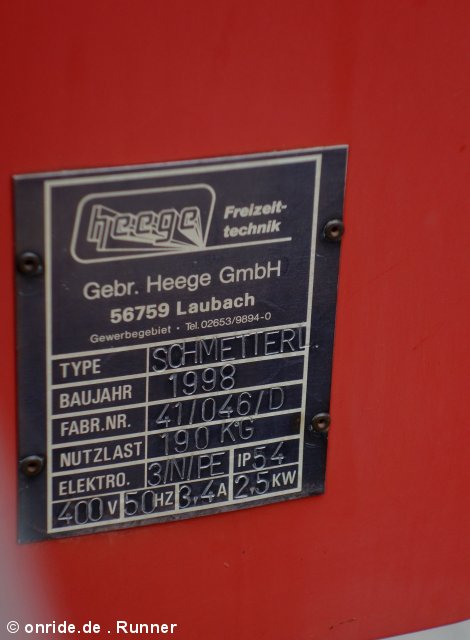 heege
Freizeit-
technik
Gebr. Heege GmbH
56759 Laubach
Gewerbegebiet · Tel. 02653/9894-0
TYPE SCHMETTERL.
BAUJAHR 1998
FABR.NR. 41/046/D
NUTZLAST 190 KG
ELEKTRO. 3/N/PE IP54
400 V 50 HZ 3,4 A 2,5 KW
© onride.de . Runner